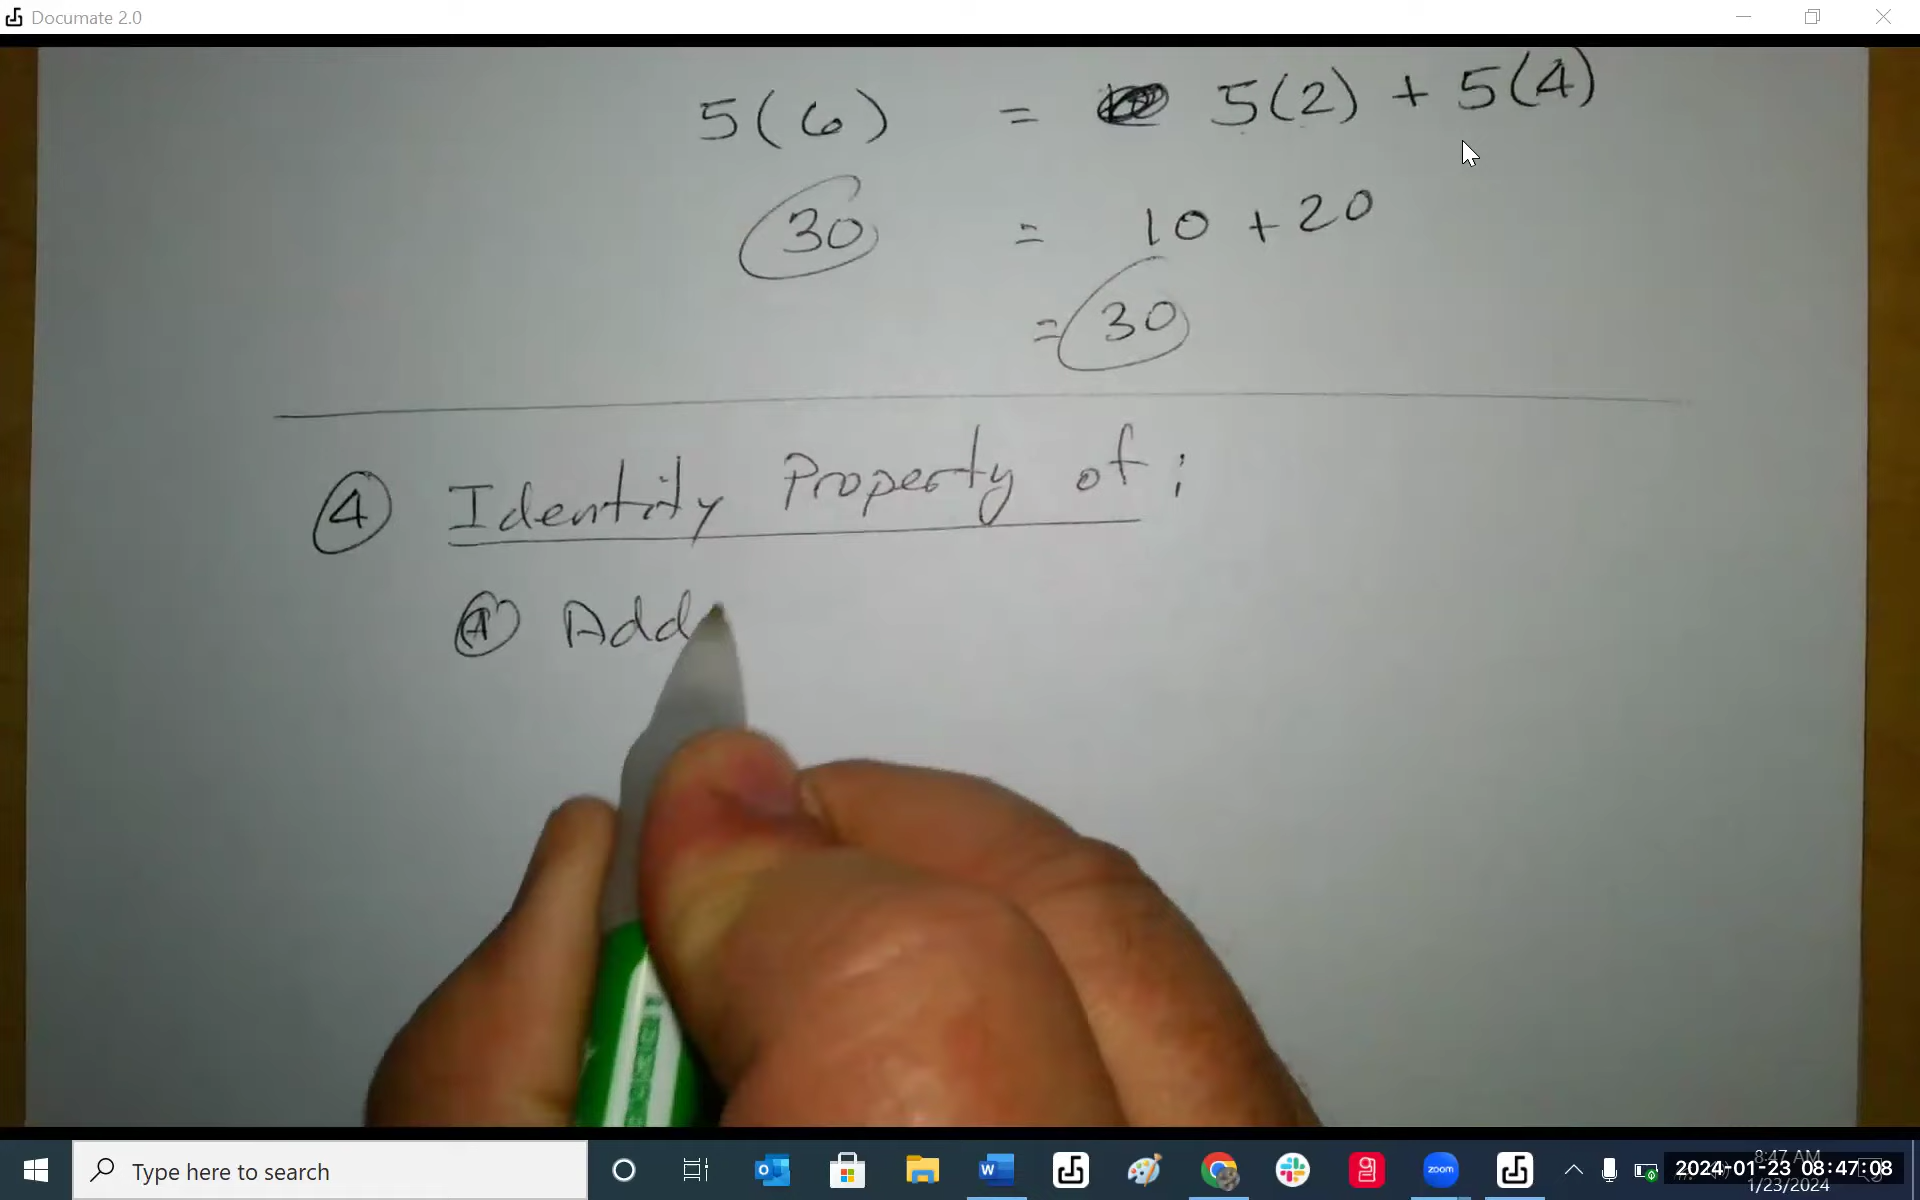 Documate 2.0
5(6) = 5(2) + 5(4)
30 = 10 + 20
= 30
④ Identity Property of:
Ⓐ Add
Type here to search
zoom
8:47 AM
2024-01-23 08:47:08
1/23/2024